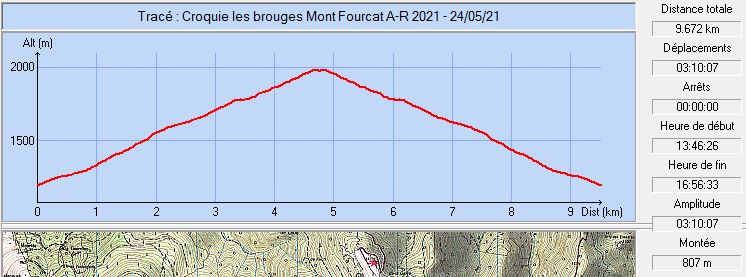 Tracé : Croquie les brouges Mont Fourcat A-R 2021 - 24/05/21
Alt (m)
2000
1500
0 1 2 3 4 5 6 7 8 9 Dist (km)
Distance totale
9.672 km
Déplacements
03:10:07
Arrêts
00:00:00
Heure de début
13:46:26
Heure de fin
16:56:33
Amplitude
03:10:07
Montée
807 m